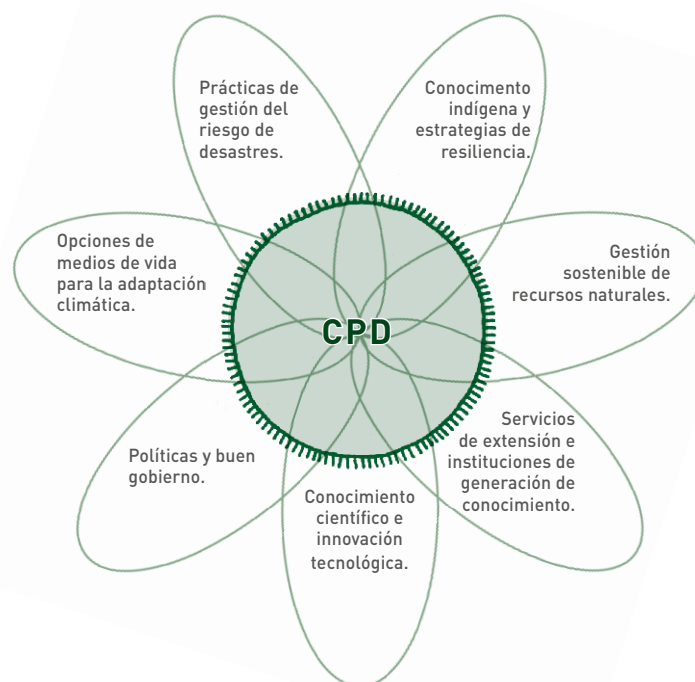 Prácticas de
gestión del
riesgo de
desastres.
Conocimento
indígena y
estrategias de
resiliencia.
Opciones de
medios de vida
para la adaptación
climática.
Gestión
sostenible de
recursos naturales.
CPD
Políticas y buen
gobierno.
Servicios
de extensión e
instituciones de
generación de
conocimiento.
Conocimiento
científico e
innovación
tecnológica.